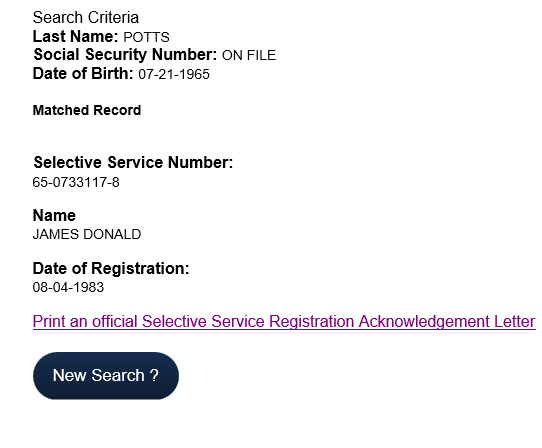 Search Criteria
Last Name: POTTS
Social Security Number: ON FILE
Date of Birth: 07-21-1965
Matched Record
Selective Service Number:
65-0733117-8
Name
JAMES DONALD
Date of Registration:
08-04-1983
Print an official Selective Service Registration Acknowledgement Letter
New Search ?